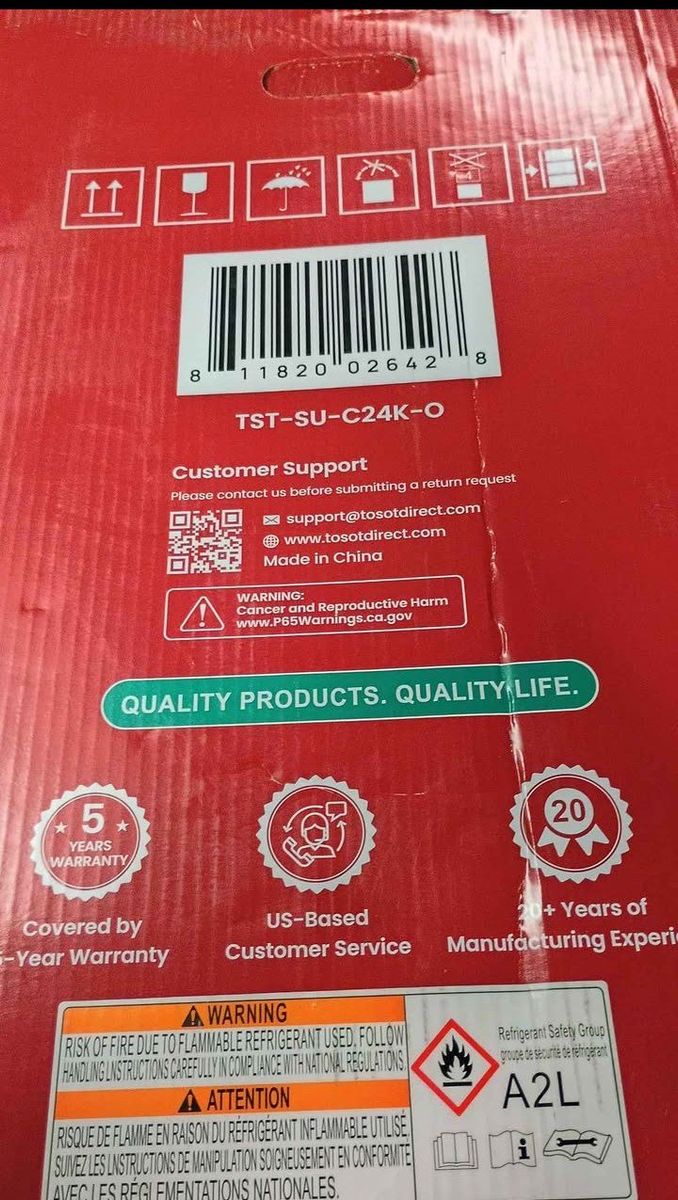 4
8 11820 02642 8
TST-SU-C24K-O
Customer Support
Please contact us before submitting a return request
support@tosotdirect.com
www.tosotdirect.com
Made in China
WARNING:
Cancer and Reproductive Harm
www.P65Warnings.ca.gov
QUALITY PRODUCTS. QUALITY LIFE.
5
YEARS
WARRANTY
20
Covered by
5-Year Warranty
US-Based
Customer Service
20+ Years of
Manufacturing Experi
WARNING
RISK OF FIRE DUE TO FLAMMABLE REFRIGERANT USED. FOLLOW
HANDLING LNSTRUCTIONS CAREFULLY IN COMPLIANCE WITH NATIONAL REGULATIONS.
ATTENTION
RISQUE DE FLAMME EN RAISON DU RÉFRIGÉRANT INFLAMMABLE UTILISÉ.
SUIVEZ LES LNSTRUCTIONS DE MANIPULATION SOIGNEUSEMENT EN CONFORMITÉ
AVEC LES RÉGLEMENTATIONS NATIONALES.
Refrigerant Safety Group
groupe de sécurité de réfrigérant
A2L
i